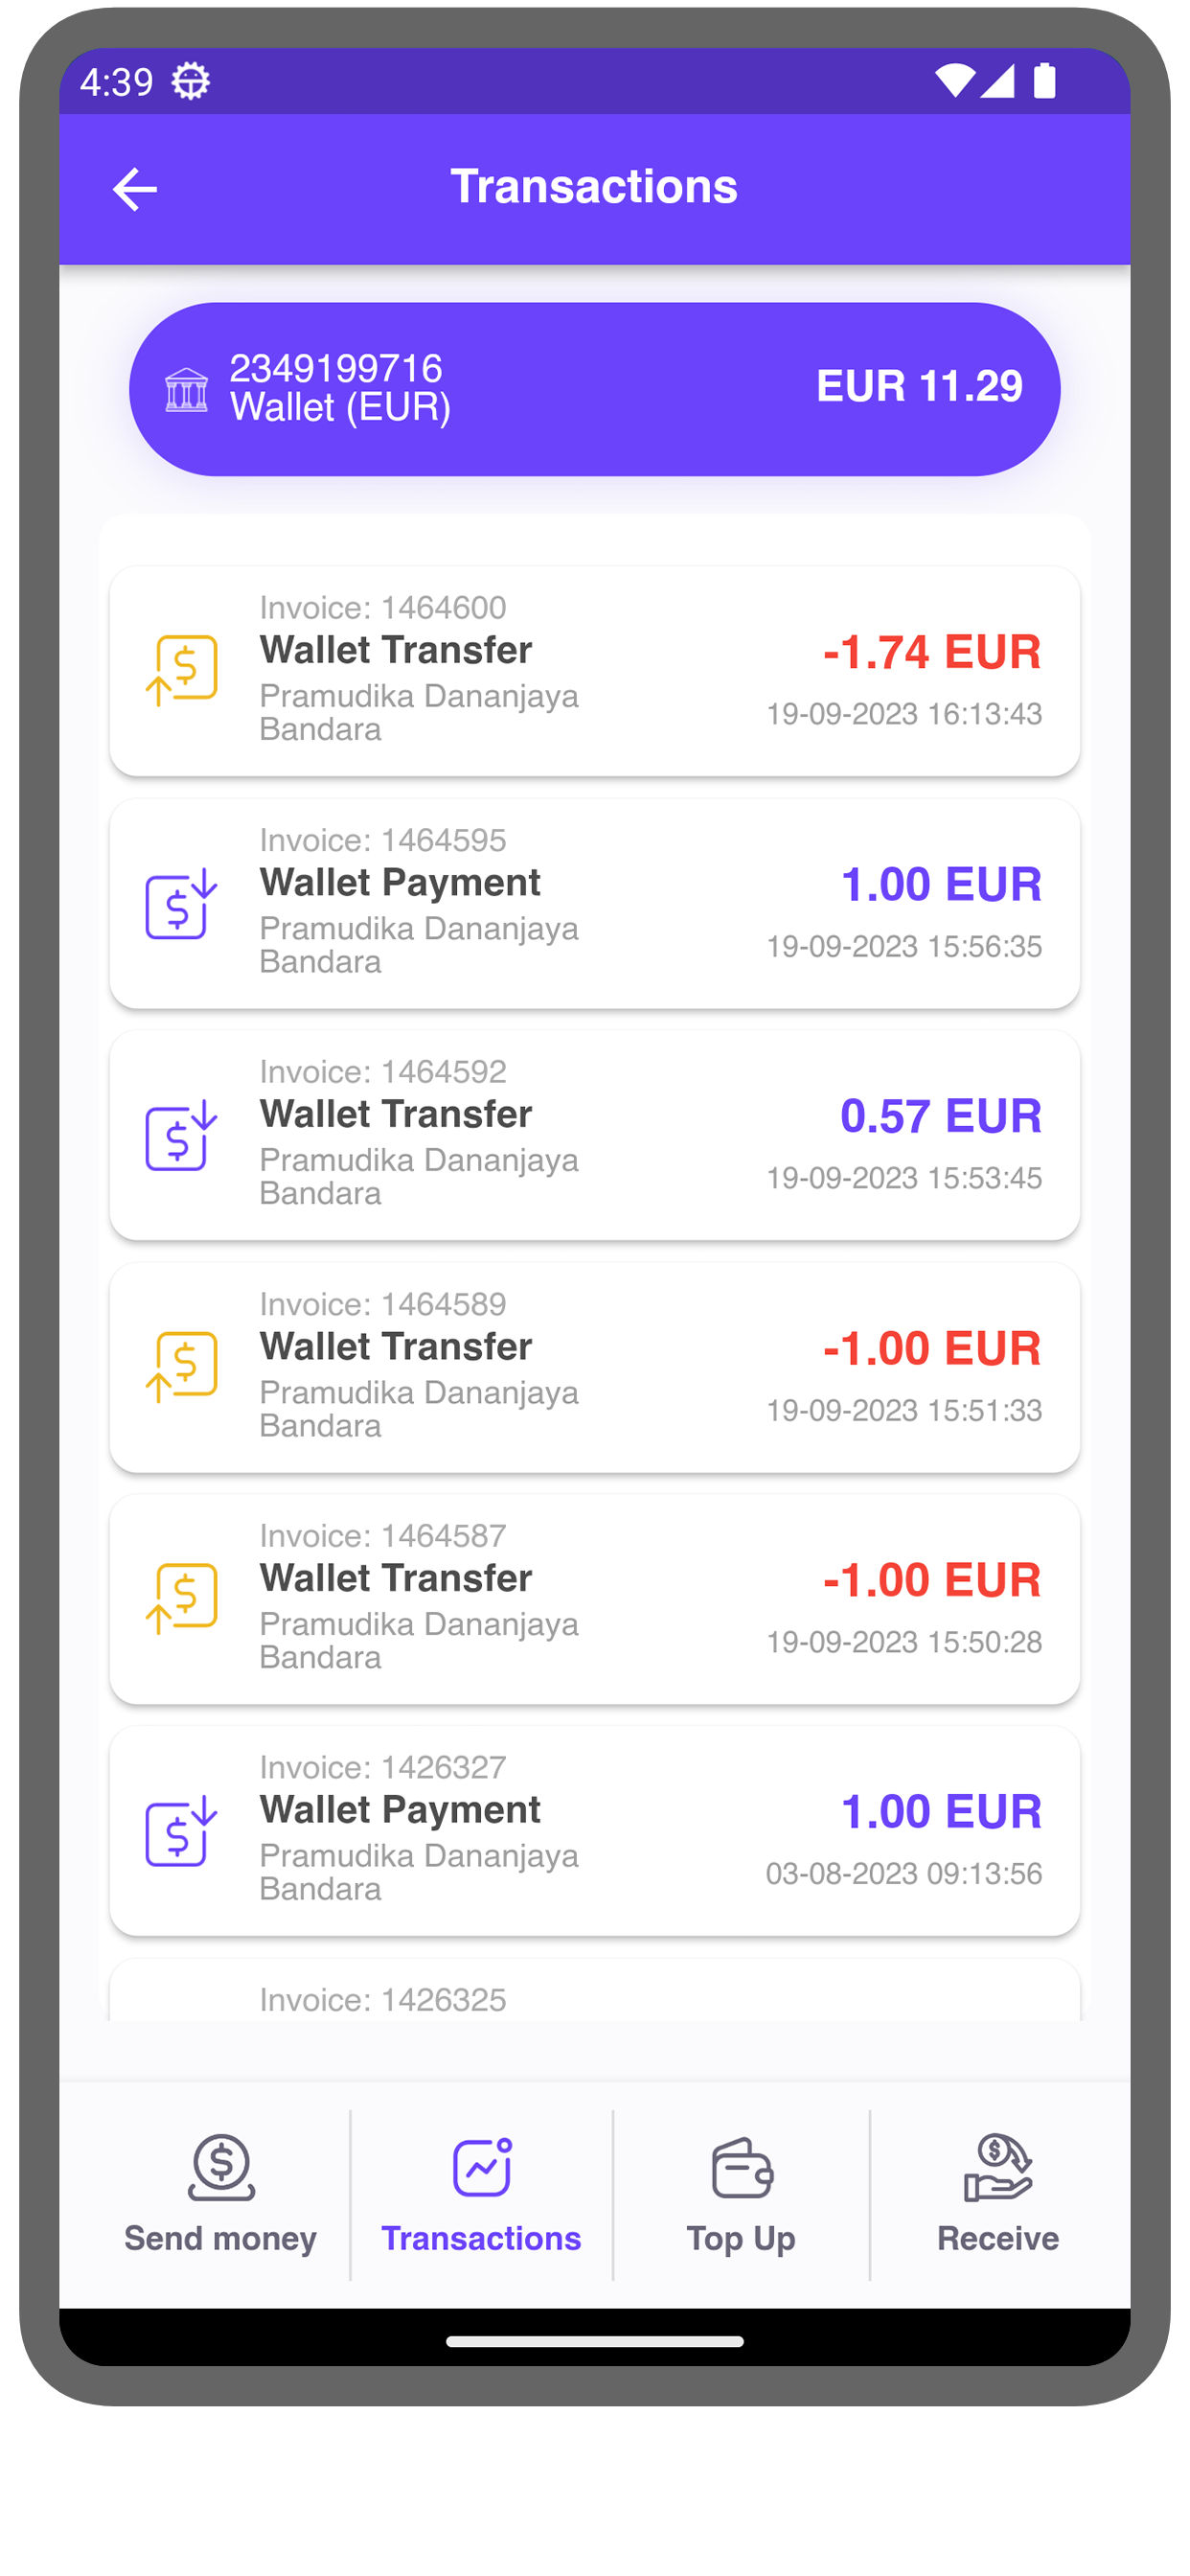 4:39
Transactions
2349199716
Wallet (EUR)
EUR 11.29
Invoice: 1464600
Wallet Transfer
Pramudika Dananjaya
Bandara
-1.74 EUR
19-09-2023 16:13:43
Invoice: 1464595
Wallet Payment
Pramudika Dananjaya
Bandara
1.00 EUR
19-09-2023 15:56:35
Invoice: 1464592
Wallet Transfer
Pramudika Dananjaya
Bandara
0.57 EUR
19-09-2023 15:53:45
Invoice: 1464589
Wallet Transfer
Pramudika Dananjaya
Bandara
-1.00 EUR
19-09-2023 15:51:33
Invoice: 1464587
Wallet Transfer
Pramudika Dananjaya
Bandara
-1.00 EUR
19-09-2023 15:50:28
Invoice: 1426327
Wallet Payment
Pramudika Dananjaya
Bandara
1.00 EUR
03-08-2023 09:13:56
Invoice: 1426325
Send money
Transactions
Top Up
Receive